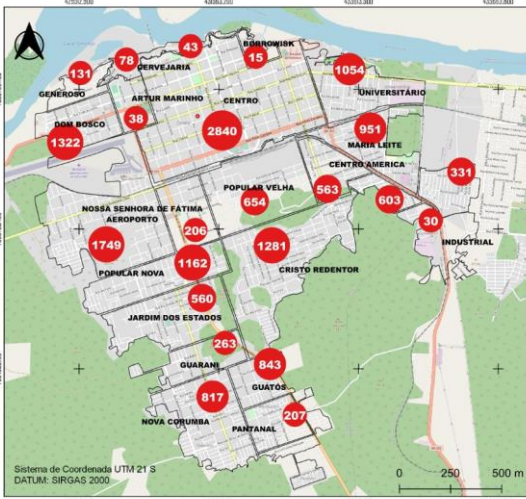 BORROWISK
43
15
78
CERVEJARIA
131
1054
GENEROSO
ARTUR MARINHO
CENTRO
UNIVERSITÁRIO
38
DOM BOSCO
1322
2840
951
MARIA LEITE
CENTRO AMERICA
331
POPULAR VELHA
563
654
603
NOSSA SENHORA DE FÁTIMA
AEROPORTO
206
30
1749
1281
INDUSTRIAL
1162
POPULAR NOVA
CRISTO REDENTOR
560
JARDIM DOS ESTADOS
263
GUARANI
843
GUATÓS
817
207
NOVA CORUMBA
PANTANAL
Sistema de Coordenada UTM 21 S
DATUM: SIRGAS 2000
0 250 500 m